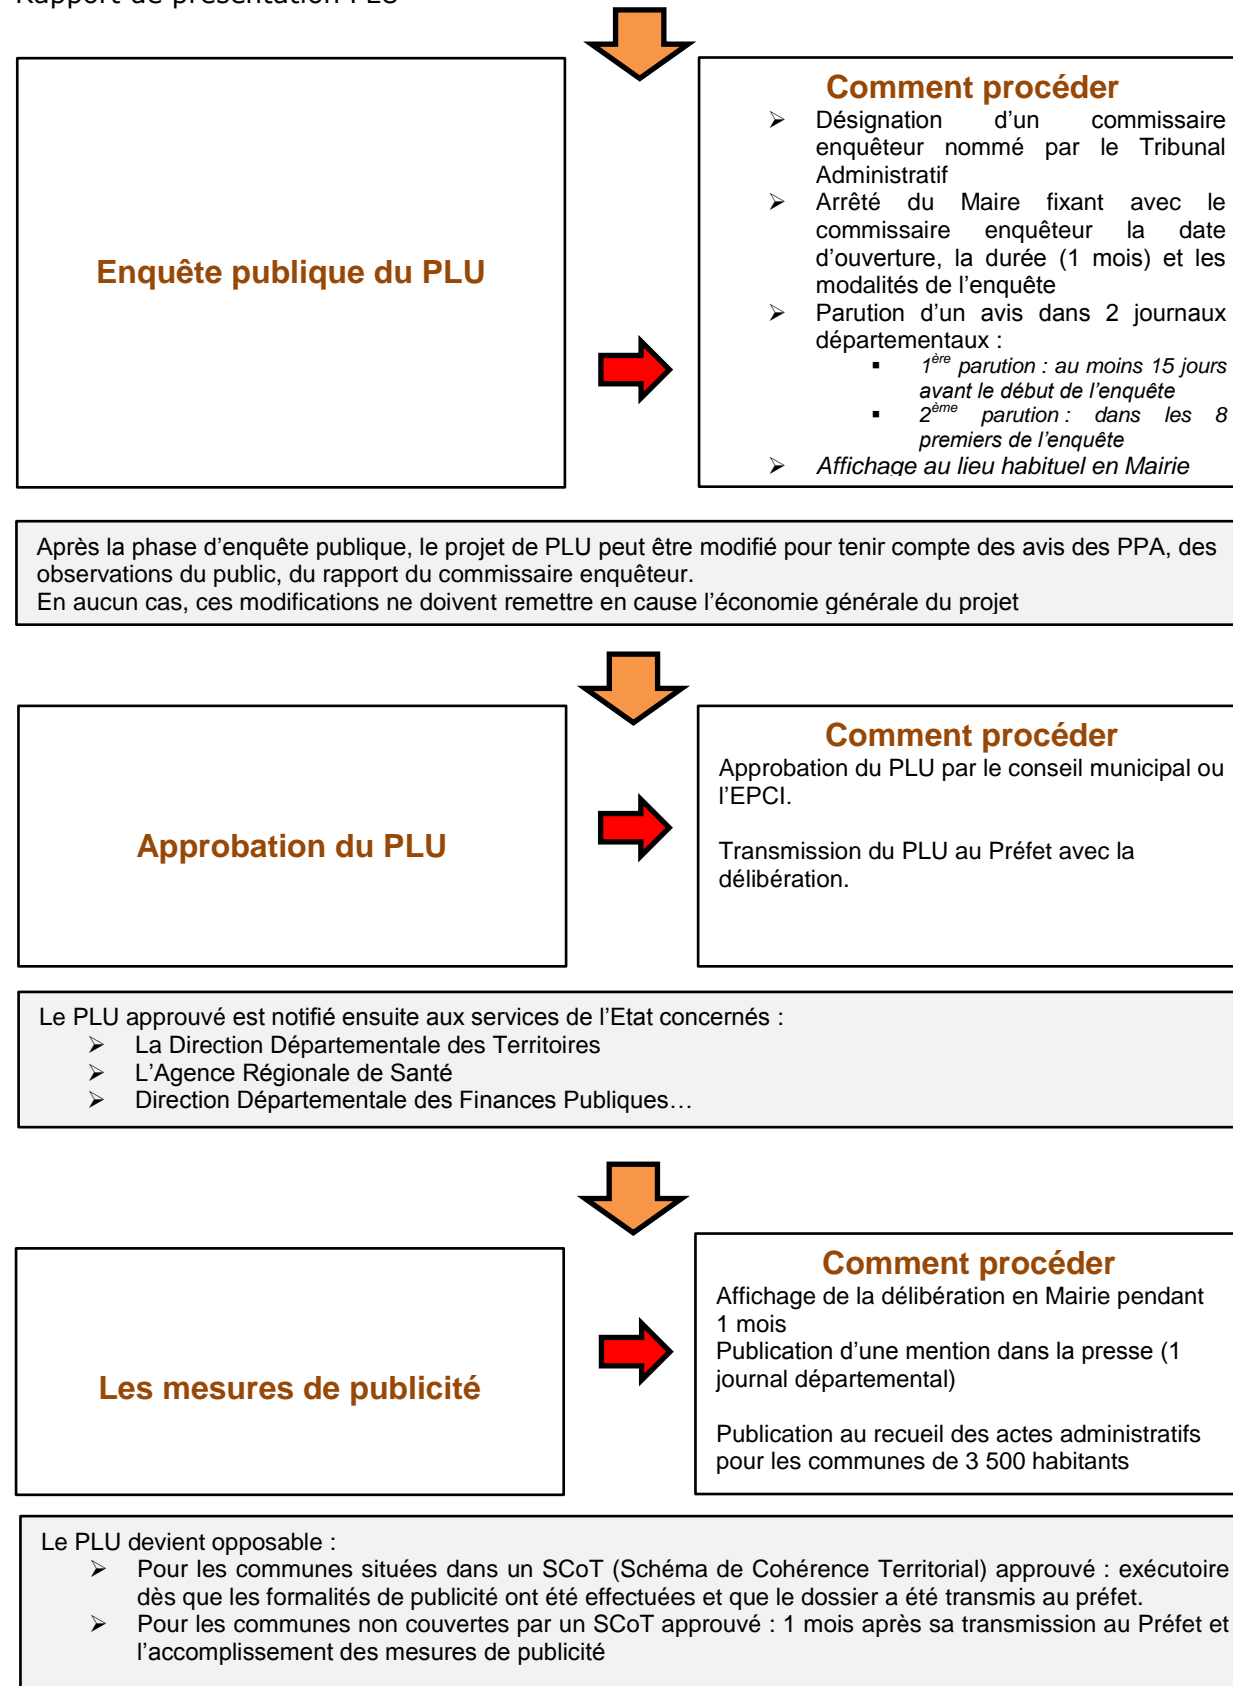 Rapport de présentation PLU
Enquête publique du PLU
Comment procéder
➢ Désignation d’un commissaire
enquêteur nommé par le Tribunal
Administratif
➢ Arrêté du Maire fixant avec le
commissaire enquêteur la date
d’ouverture, la durée (1 mois) et les
modalités de l’enquête
➢ Parution d’un avis dans 2 journaux
départementaux :
▪ 1ère parution : au moins 15 jours
avant le début de l’enquête
▪ 2ème parution : dans les 8
premiers de l’enquête
➢ Affichage au lieu habituel en Mairie
Après la phase d’enquête publique, le projet de PLU peut être modifié pour tenir compte des avis des PPA, des
observations du public, du rapport du commissaire enquêteur.
En aucun cas, ces modifications ne doivent remettre en cause l’économie générale du projet
Approbation du PLU
Comment procéder
Approbation du PLU par le conseil municipal ou
l’EPCI.
Transmission du PLU au Préfet avec la
délibération.
Le PLU approuvé est notifié ensuite aux services de l’Etat concernés :
➢ La Direction Départementale des Territoires
➢ L’Agence Régionale de Santé
➢ Direction Départementale des Finances Publiques…
Les mesures de publicité
Comment procéder
Affichage de la délibération en Mairie pendant
1 mois
Publication d’une mention dans la presse (1
journal départemental)
Publication au recueil des actes administratifs
pour les communes de 3 500 habitants
Le PLU devient opposable :
➢ Pour les communes situées dans un SCoT (Schéma de Cohérence Territorial) approuvé : exécutoire
dès que les formalités de publicité ont été effectuées et que le dossier a été transmis au préfet.
➢ Pour les communes non couvertes par un SCoT approuvé : 1 mois après sa transmission au Préfet et
l’accomplissement des mesures de publicité